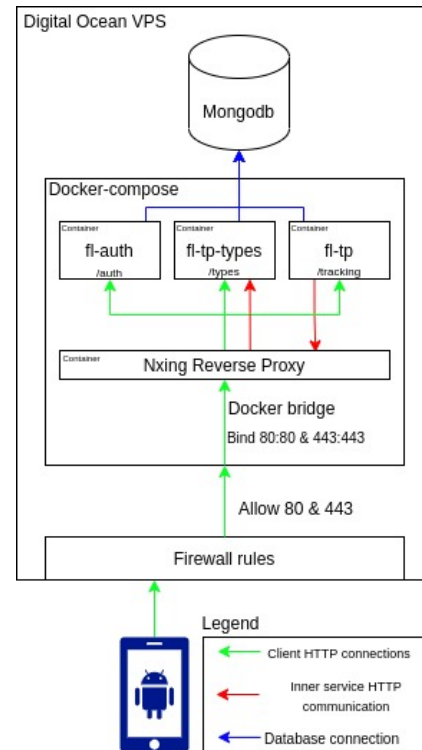 Digital Ocean VPS
Mongodb
Docker-compose
Container
fl-auth
/auth
Container
fl-tp-types
/types
Container
fl-tp
/tracking
Container
Nxing Reverse Proxy
Docker bridge
Bind 80:80 & 443:443
Allow 80 & 443
Firewall rules
Legend
Client HTTP connections
Inner service HTTP
communication
Database connection